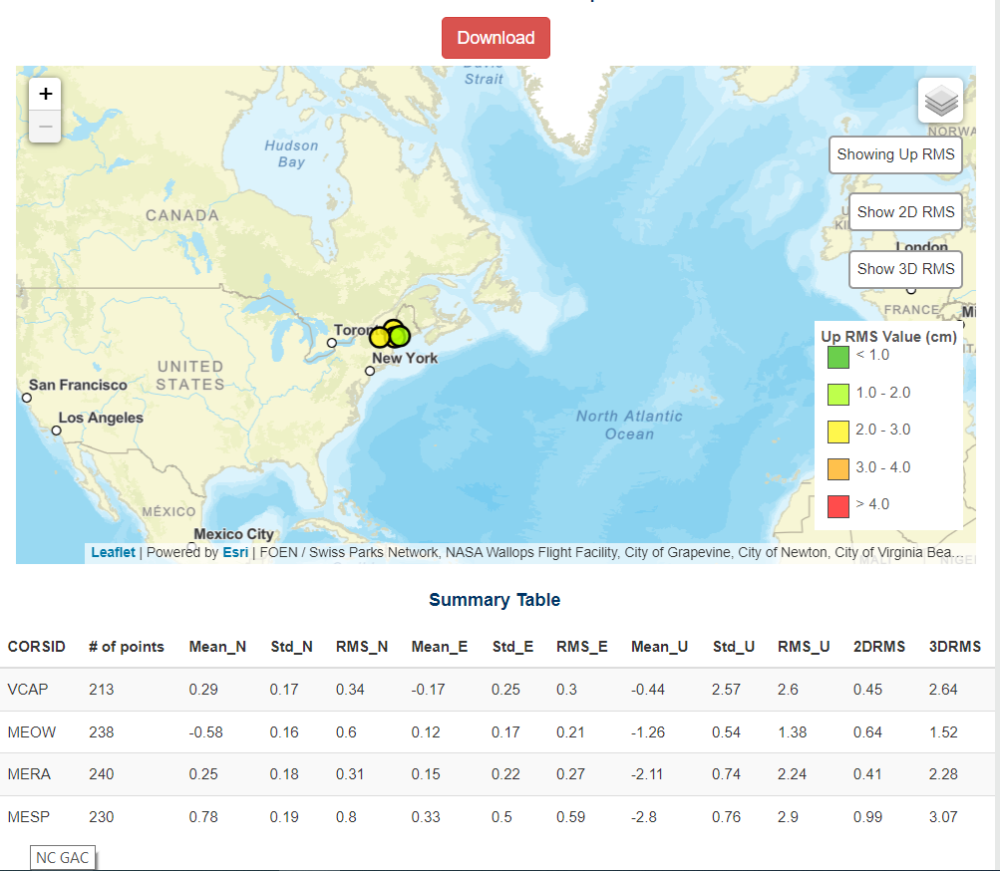 Download
Davis
Strait
+
−
Hudson
Bay
NORWA
Showing Up RMS
CANADA
Show 2D RMS
London
Show 3D RMS
FRANCE
Mi
Toron
New York
Up RMS Value (cm)
< 1.0
1.0 - 2.0
2.0 - 3.0
3.0 - 4.0
> 4.0
UNITED
STATES
San Francisco
Los Angeles
North Atlantic
Ocean
MÉXICO
Mexico City
Leaflet | Powered by Esri | FOEN / Swiss Parks Network, NASA Wallops Flight Facility, City of Grapevine, City of Newton, City of Virginia Bea...
MALI
NIGE
Summary Table
CORSID # of points Mean_N Std_N RMS_N Mean_E Std_E RMS_E Mean_U Std_U RMS_U 2DRMS 3DRMS
VCAP 213 0.29 0.17 0.34 -0.17 0.25 0.3 -0.44 2.57 2.6 0.45 2.64
MEOW 238 -0.58 0.16 0.6 0.12 0.17 0.21 -1.26 0.54 1.38 0.64 1.52
MERA 240 0.25 0.18 0.31 0.15 0.22 0.27 -2.11 0.74 2.24 0.41 2.28
MESP 230 0.78 0.19 0.8 0.33 0.5 0.59 -2.8 0.76 2.9 0.99 3.07
NC GAC